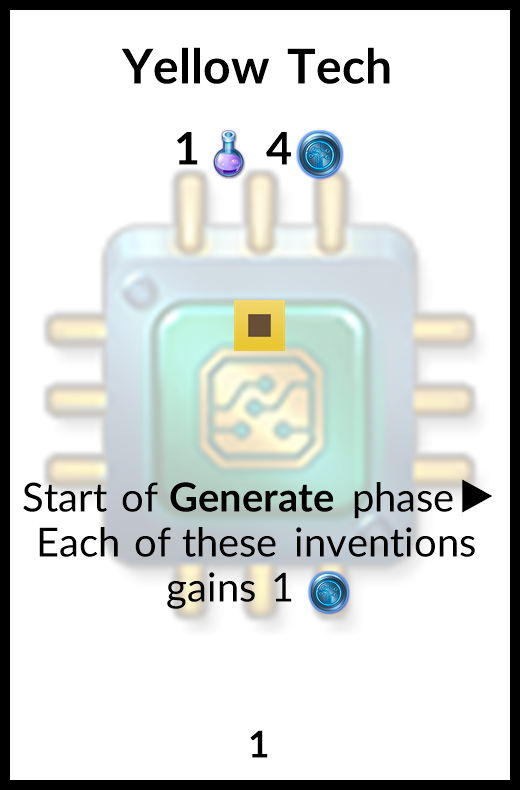 Yellow Tech
1 4
Start of Generate phase▶
Each of these inventions
gains 1
1